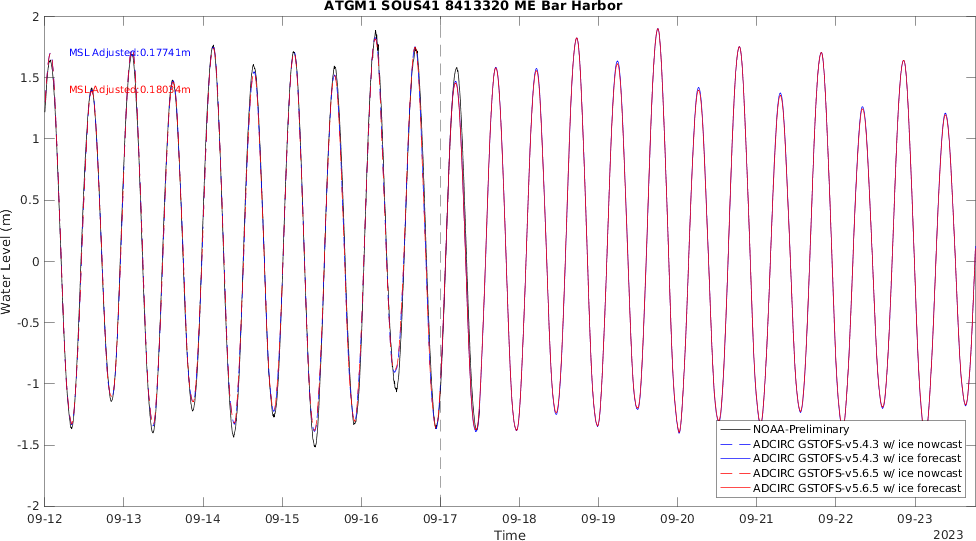 ATGM1 SOUS41 8413320 ME Bar Harbor
2
1.5
1
0.5
0
-0.5
-1
-1.5
-2
Water Level (m)
MSL Adjusted:0.17741m
MSL Adjusted:0.18034m
NOAA-Preliminary
ADCIRC GSTOFS-v5.4.3 w/ ice nowcast
ADCIRC GSTOFS-v5.4.3 w/ ice forecast
ADCIRC GSTOFS-v5.6.5 w/ ice nowcast
ADCIRC GSTOFS-v5.6.5 w/ ice forecast
09-12 09-13 09-14 09-15 09-16 09-17 09-18 09-19 09-20 09-21 09-22 09-23
Time
2023